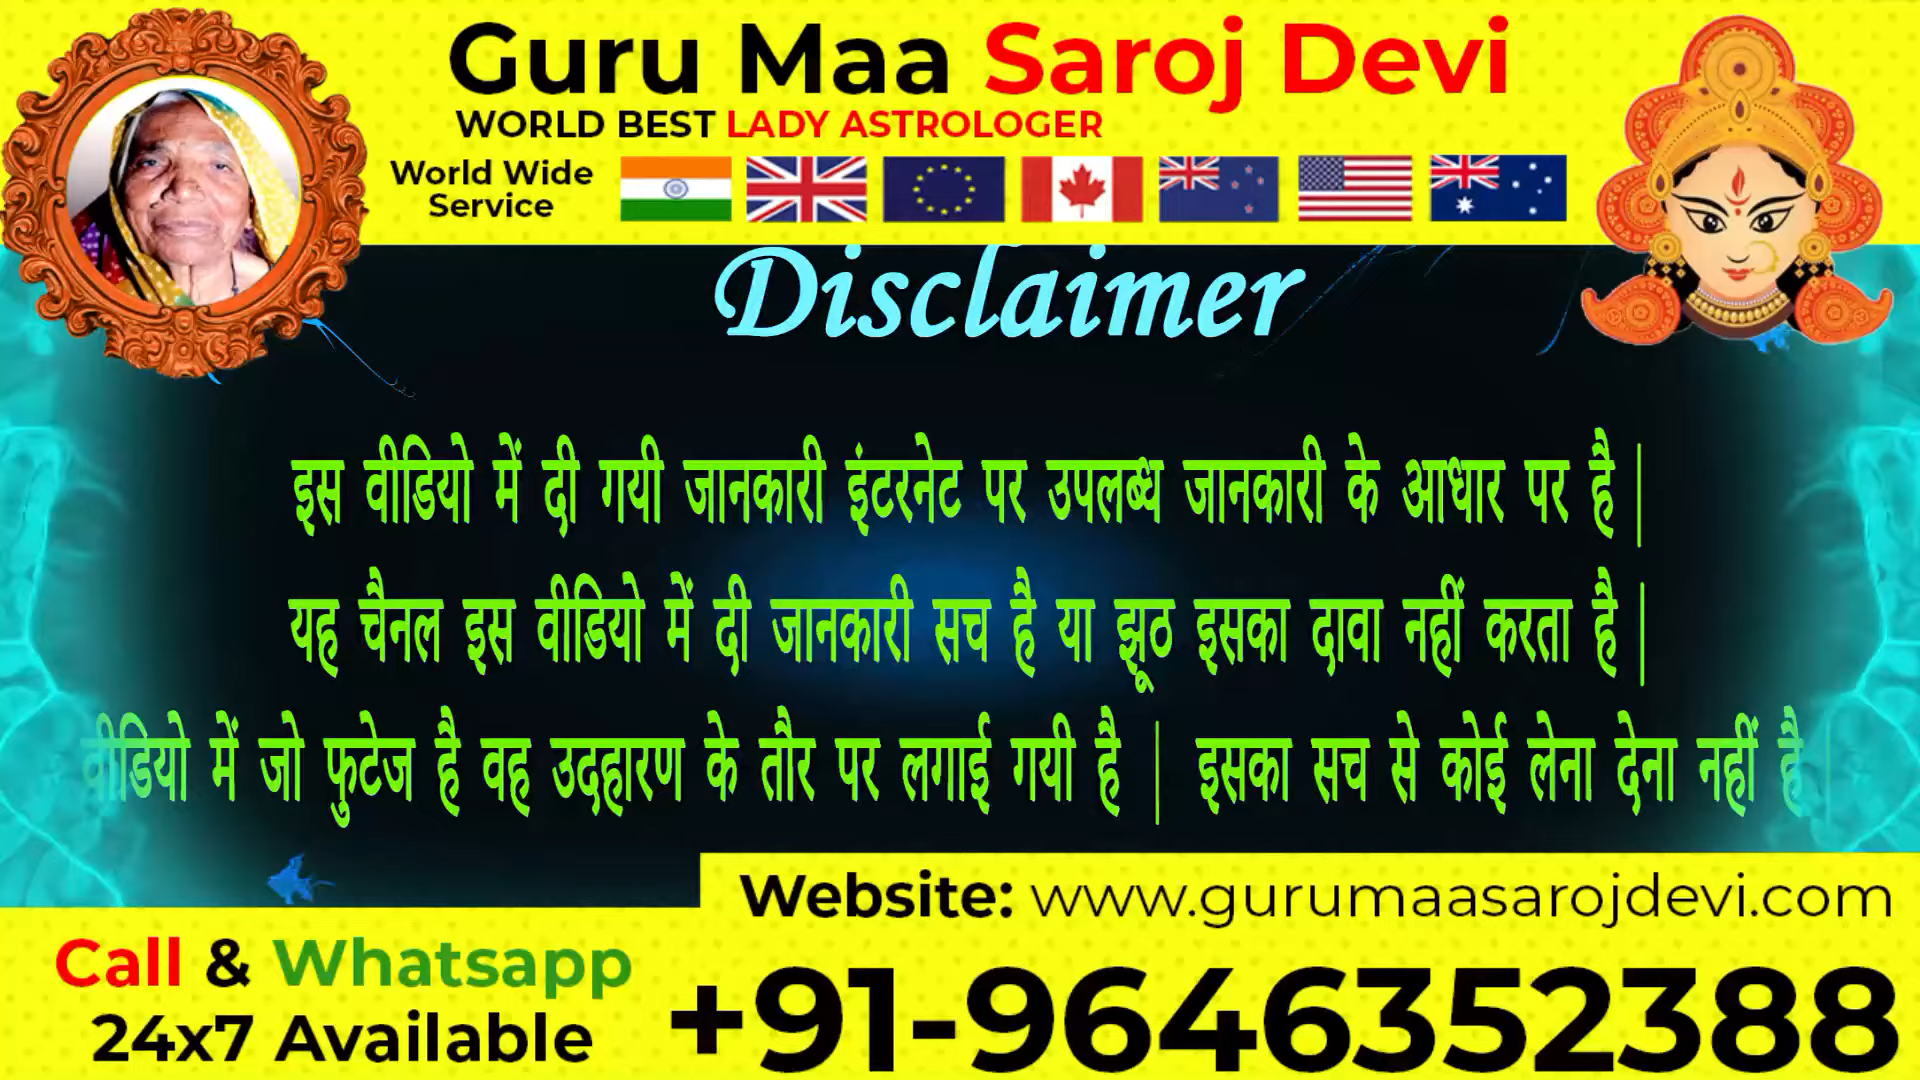 Guru Maa Saroj Devi
WORLD BEST LADY ASTROLOGER
World Wide
Service
Disclaimer
इस वीडियो में दी गयी जानकारी इंटरनेट पर उपलब्ध जानकारी के आधार पर है |
यह चैनल इस वीडियो में दी जानकारी सच है या झूठ इसका दावा नहीं करता है |
वीडियो में जो फुटेज है वह उदहारण के तौर पर लगाई गयी है | इसका सच से कोई लेना देना नहीं है |
Website: www.gurumaasarojdevi.com
Call & Whatsapp
24x7 Available
+91-9646352388